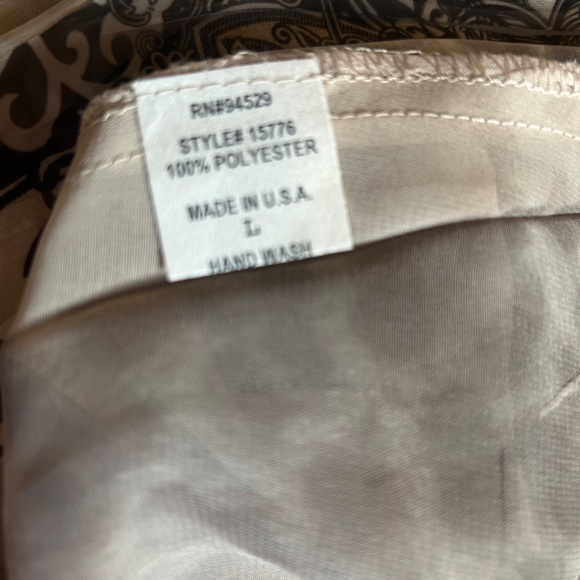 RN#94529
STYLE# 15776
100% POLYESTER
MADE IN U.S.A.
L
HAND WASH